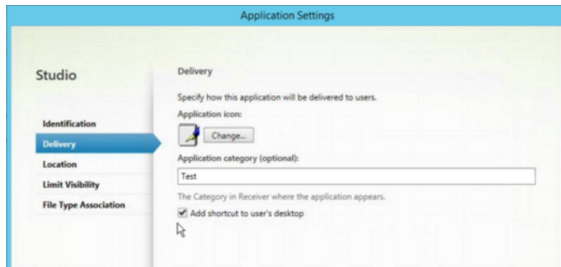 Application Settings
Studio
Identification
Delivery
Location
Limit Visibility
File Type Association
Delivery
Specify how this application will be delivered to users.
Application icon:
Change...
Application category (optional):
Test
The Category in Receiver where the application appears.
Add shortcut to user's desktop